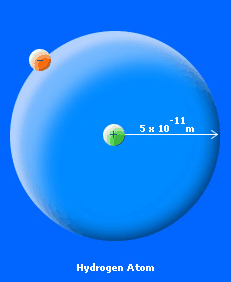 -
+
5 x 10⁻¹¹ m
Hydrogen Atom